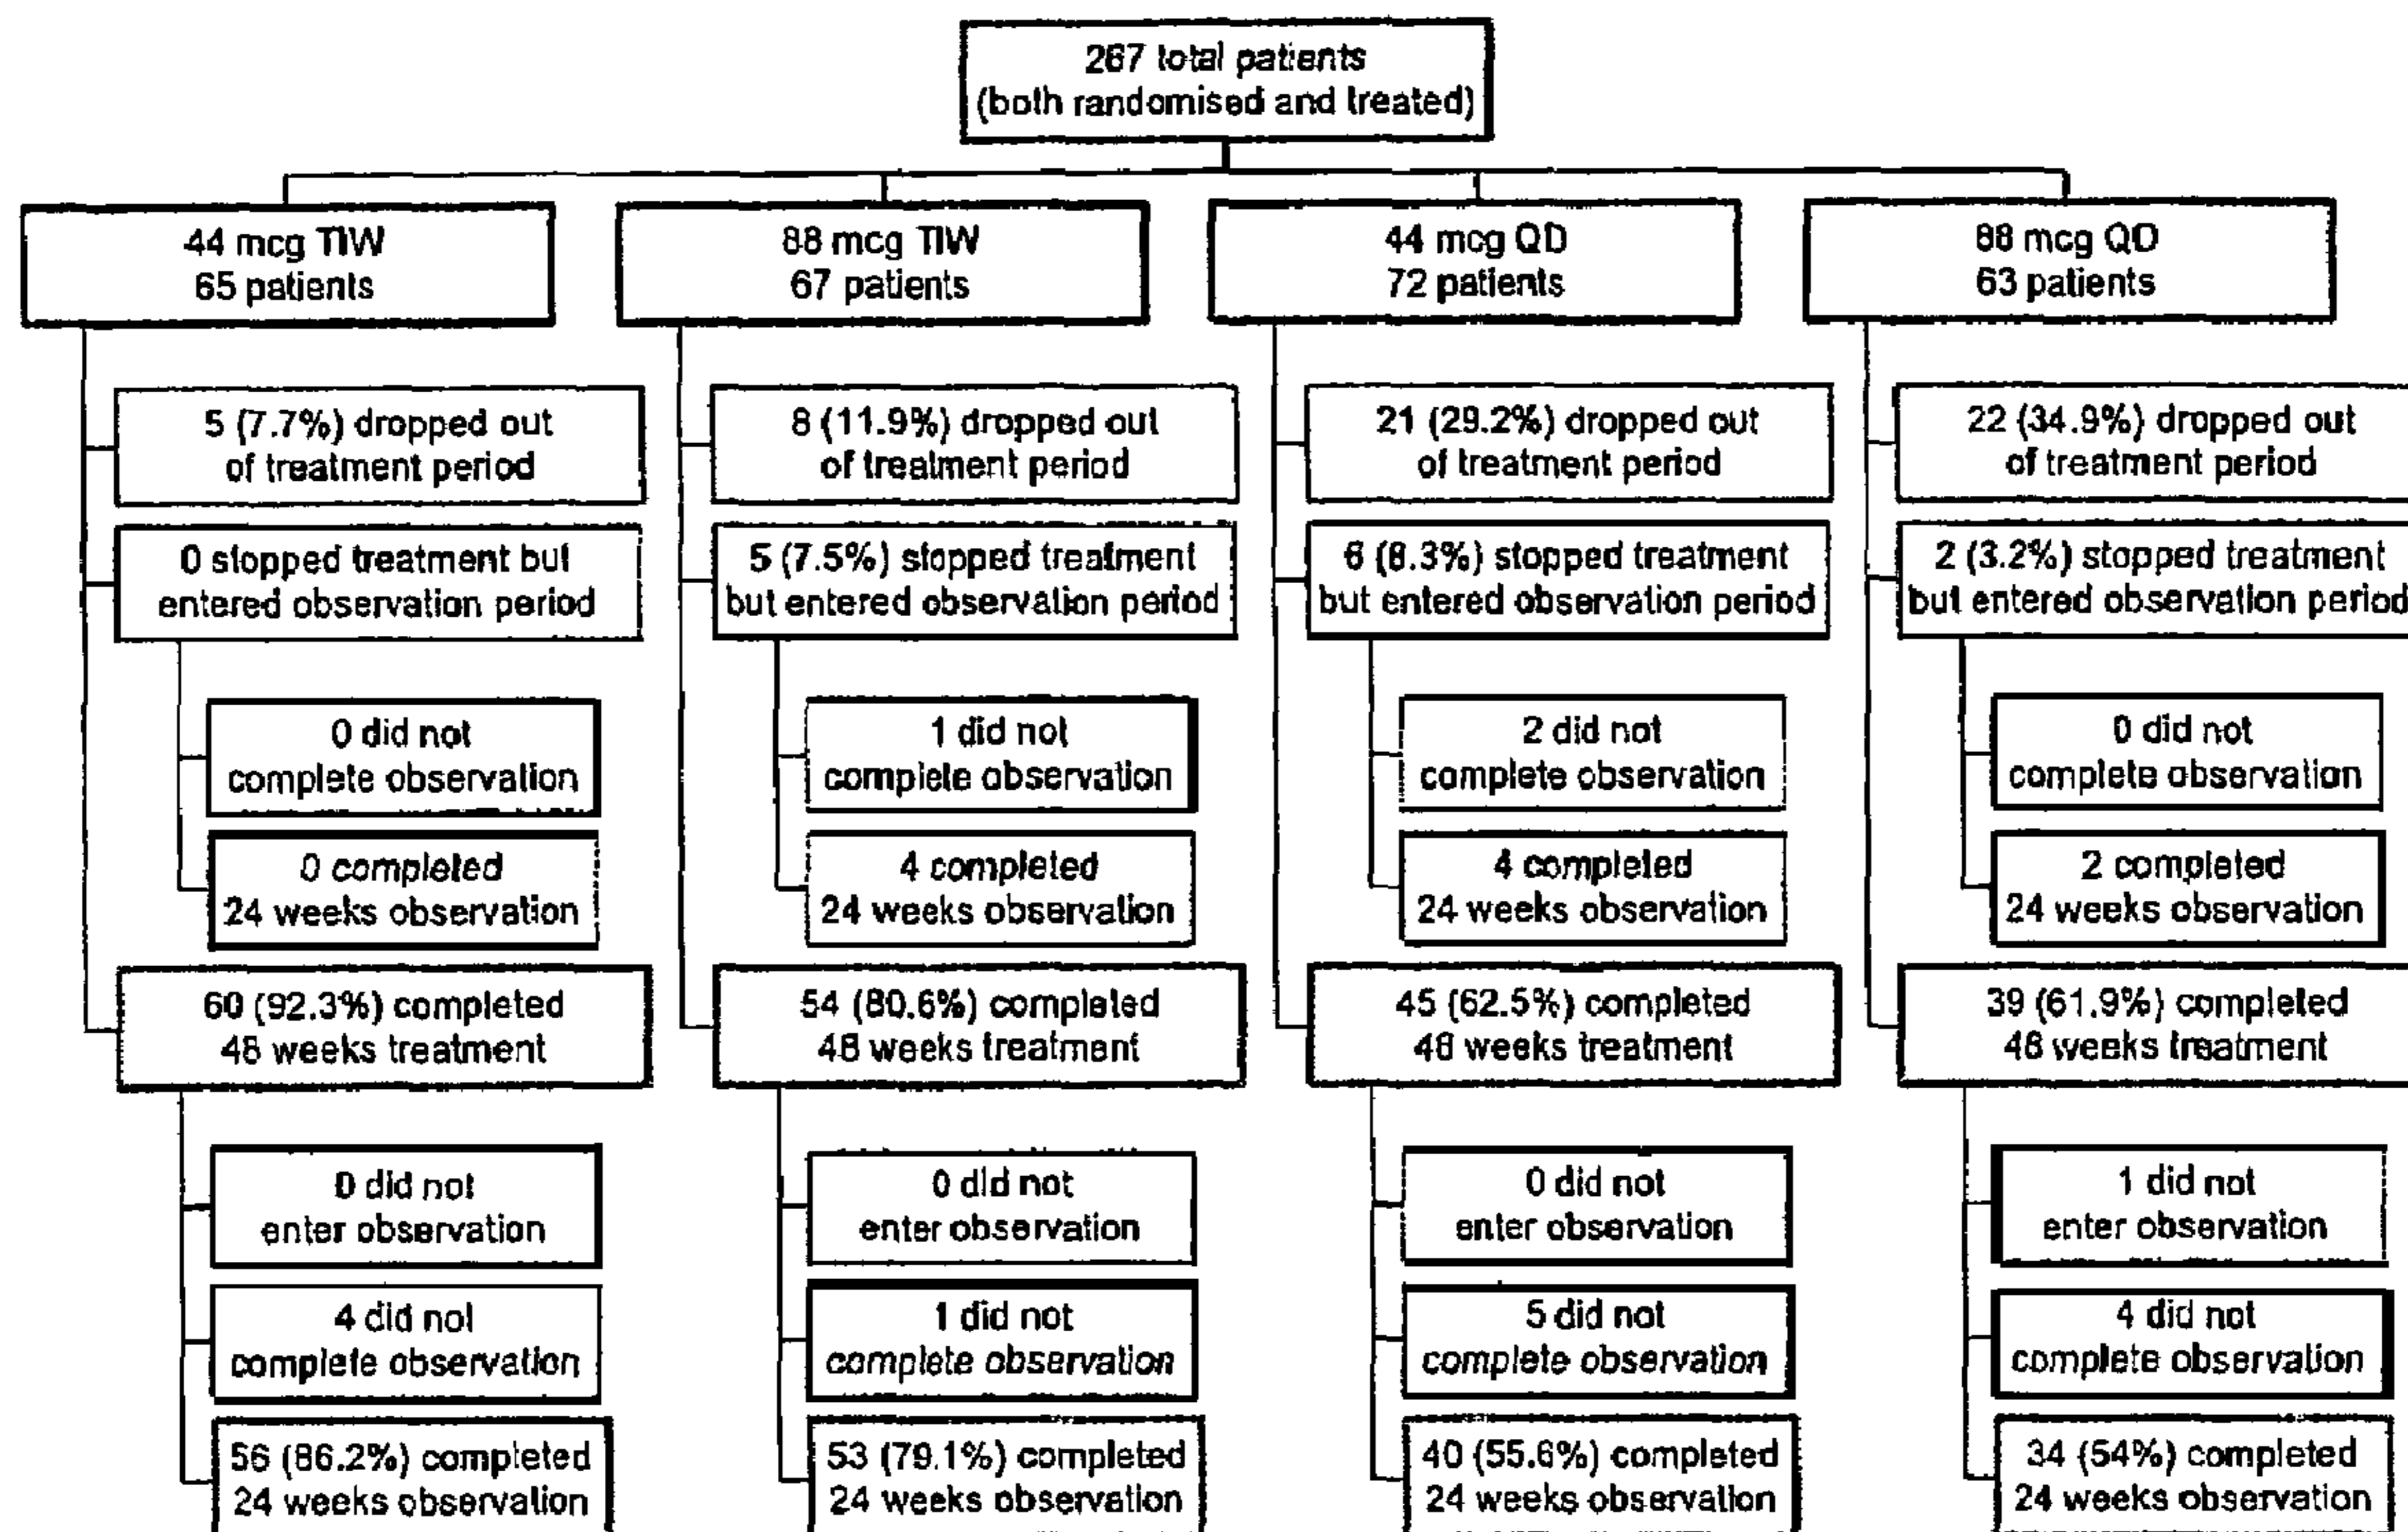 267 total patients
(both randomised and treated)
44 mcg TIW
65 patients
88 mcg TIW
67 patients
44 mcg QD
72 patients
88 mcg QD
63 patients
5 (7.7%) dropped out
of treatment period
8 (11.9%) dropped out
of treatment period
21 (29.2%) dropped out
of treatment period
22 (34.9%) dropped out
of treatment period
0 stopped treatment but
entered observation period
5 (7.5%) stopped treatment
but entered observation period
6 (8.3%) stopped treatment
but entered observation period
2 (3.2%) stopped treatment
but entered observation period
0 did not
complete observation
1 did not
complete observation
2 did not
complete observation
0 did not
complete observation
0 completed
24 weeks observation
4 completed
24 weeks observation
4 completed
24 weeks observation
2 completed
24 weeks observation
60 (92.3%) completed
48 weeks treatment
54 (80.6%) completed
48 weeks treatment
45 (62.5%) completed
48 weeks treatment
39 (61.9%) completed
48 weeks treatment
0 did not
enter observation
0 did not
enter observation
0 did not
enter observation
1 did not
enter observation
4 did not
complete observation
1 did not
complete observation
5 did not
complete observation
4 did not
complete observation
56 (86.2%) completed
24 weeks observation
53 (79.1%) completed
24 weeks observation
40 (55.6%) completed
24 weeks observation
34 (54%) completed
24 weeks observation